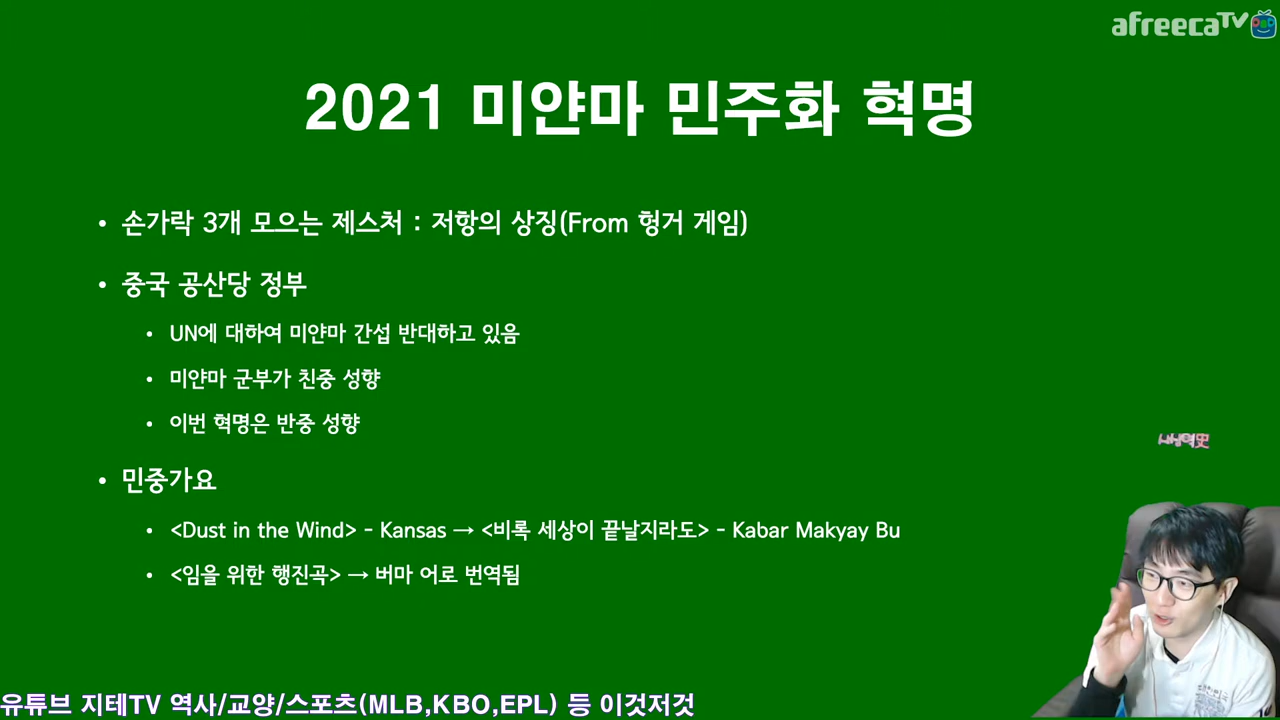 afreecaTV
2021 미얀마 민주화 혁명
• 손가락 3개 모으는 제스처 : 저항의 상징(From 헝거 게임)
• 중국 공산당 정부
• UN에 대하여 미얀마 간섭 반대하고 있음
• 미얀마 군부가 친중 성향
• 이번 혁명은 반중 성향
• 민중가요
• <Dust in the Wind> - Kansas → <비록 세상이 끝날지라도> - Kabar Makyay Bu
• <임을 위한 행진곡> → 버마 어로 번역됨
대한민국
유튜브 지테TV 역사/교양/스포츠(MLB,KBO,EPL) 등 이것저것